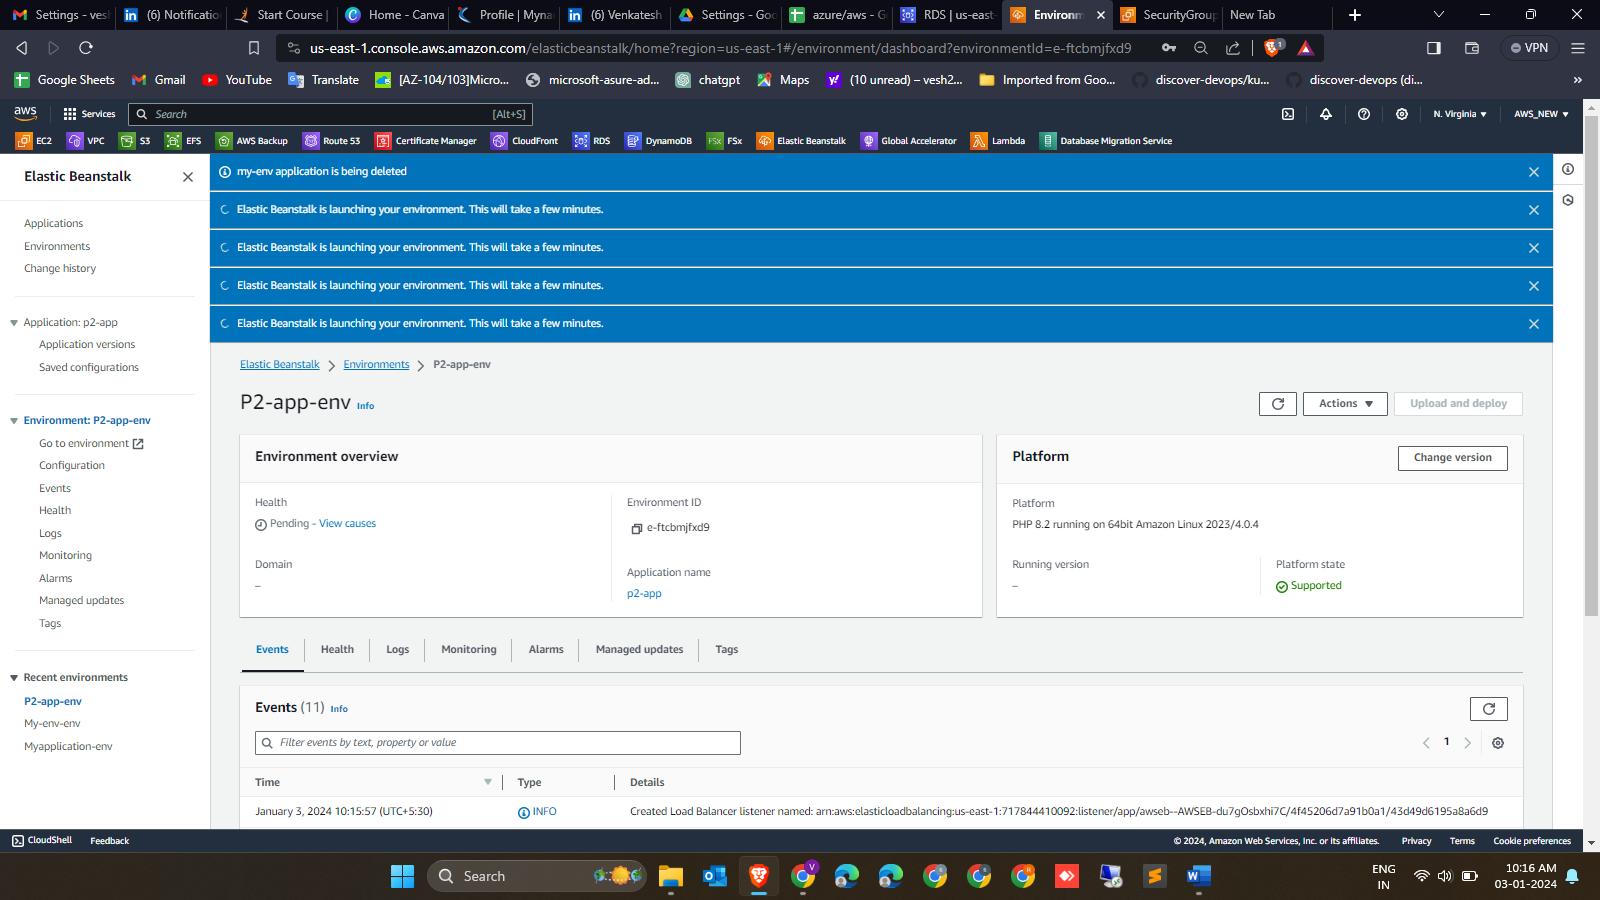 Settings - vesh
(6) Notificatio
Start Course |
Home - Canva
Profile | Mynav
(6) Venkatesh
Settings - Goo
azure/aws - G
RDS | us-east-
Environm
SecurityGroup
New Tab
us-east-1.console.aws.amazon.com/elasticbeanstalk/home?region=us-east-1#/environment/dashboard?environmentId=e-ftcbmjfxd9
1
VPN
Google Sheets
Gmail
YouTube
Translate
[AZ-104/103]Micro...
microsoft-asure-ad...
chatgpt
Maps
(10 unread) – vesh2...
Imported from Goo...
discover-devops/ku...
discover-devops (di...
aws
Services
Search
[Alt+S]
N. Virginia
AWS_NEW
EC2
VPC
S3
EFS
AWS Backup
Route 53
Certificate Manager
CloudFront
RDS
DynamoDB
FSx
Elastic Beanstalk
Global Accelerator
Lambda
Database Migration Service
Elastic Beanstalk
Applications
Environments
Change history
Application: p2-app
Application versions
Saved configurations
Environment: P2-app-env
Go to environment
Configuration
Events
Health
Logs
Monitoring
Alarms
Managed updates
Tags
Recent environments
P2-app-env
My-env-env
Myapplication-env
my-env application is being deleted
Elastic Beanstalk is launching your environment. This will take a few minutes.
Elastic Beanstalk is launching your environment. This will take a few minutes.
Elastic Beanstalk is launching your environment. This will take a few minutes.
Elastic Beanstalk is launching your environment. This will take a few minutes.
Elastic Beanstalk > Environments > P2-app-env
P2-app-env Info
Actions
Upload and deploy
Environment overview
Health
Pending - View causes
Domain
–
Environment ID
e-ftcbmjfxd9
Application name
p2-app
Platform
Change version
Platform
PHP 8.2 running on 64bit Amazon Linux 2023/4.0.4
Running version
–
Platform state
Supported
Events
Health
Logs
Monitoring
Alarms
Managed updates
Tags
Events (11) Info
Filter events by text, property or value
1
Time
Type
Details
January 3, 2024 10:15:57 (UTC+5:30)
INFO
Created Load Balancer listener named: arn:aws:elasticloadbalancing:us-east-1:717844410092:listener/app/awseb--AWSEB-du7gOsbxhi7C/4f45206d7a91b0a1/43d49d6195a8a6d9
CloudShell
Feedback
© 2024, Amazon Web Services, Inc. or its affiliates.
Privacy
Terms
Cookie preferences
Search
ENG
IN
10:16 AM
03-01-2024